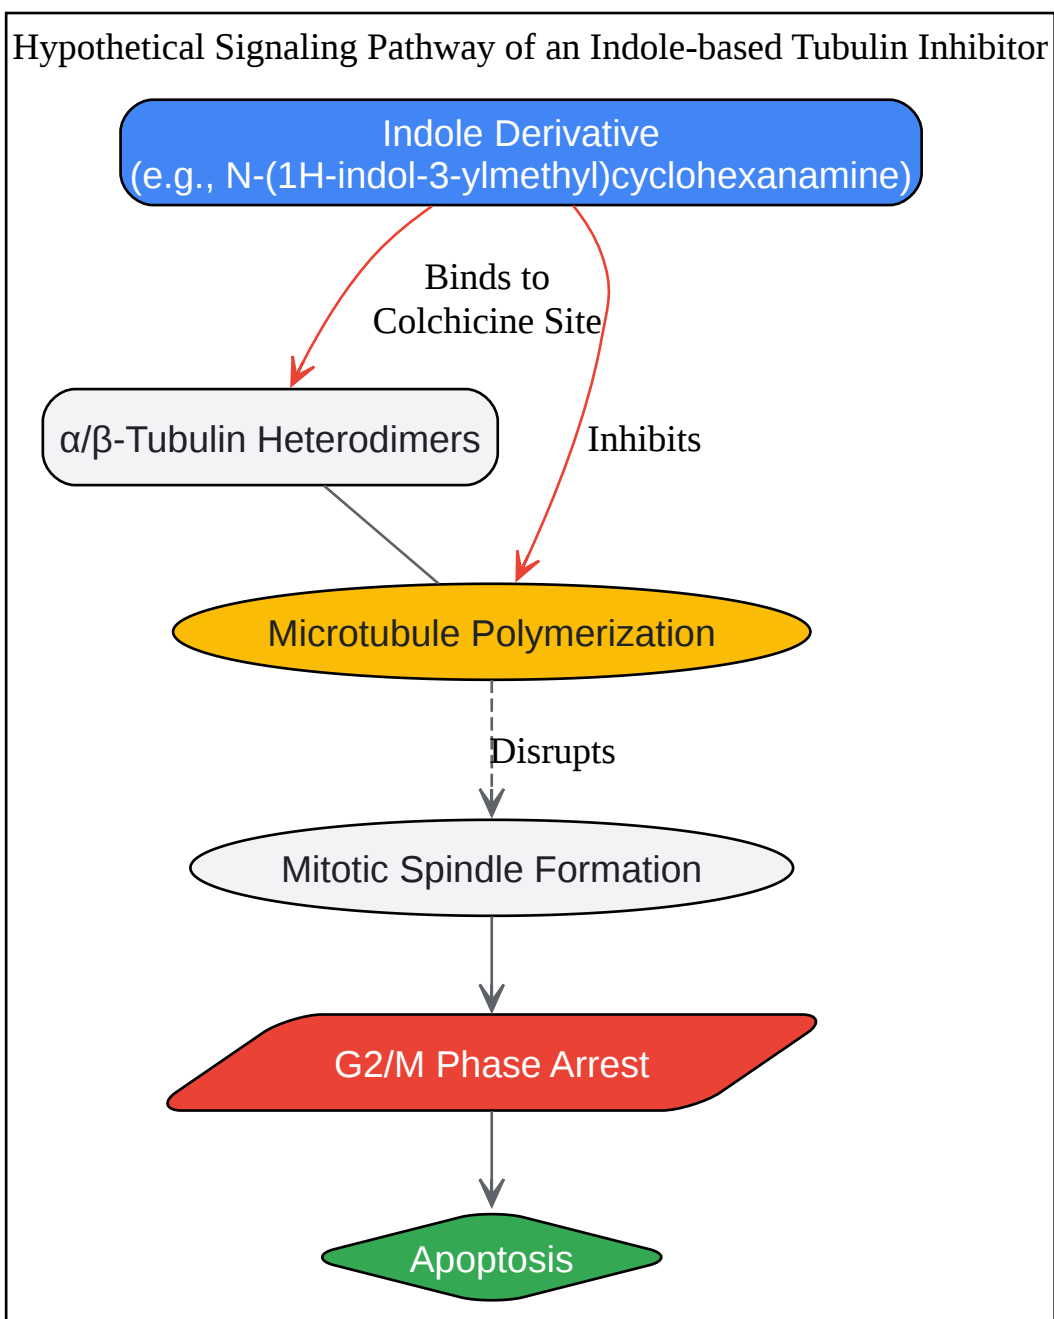 Hypothetical Signaling Pathway of an Indole-based Tubulin Inhibitor
Indole Derivative
(e.g., N-(1H-indol-3-ylmethyl)cyclohexanamine)
Binds to
Colchicine Site
α/β-Tubulin Heterodimers
Inhibits
Microtubule Polymerization
Disrupts
Mitotic Spindle Formation
G2/M Phase Arrest
Apoptosis